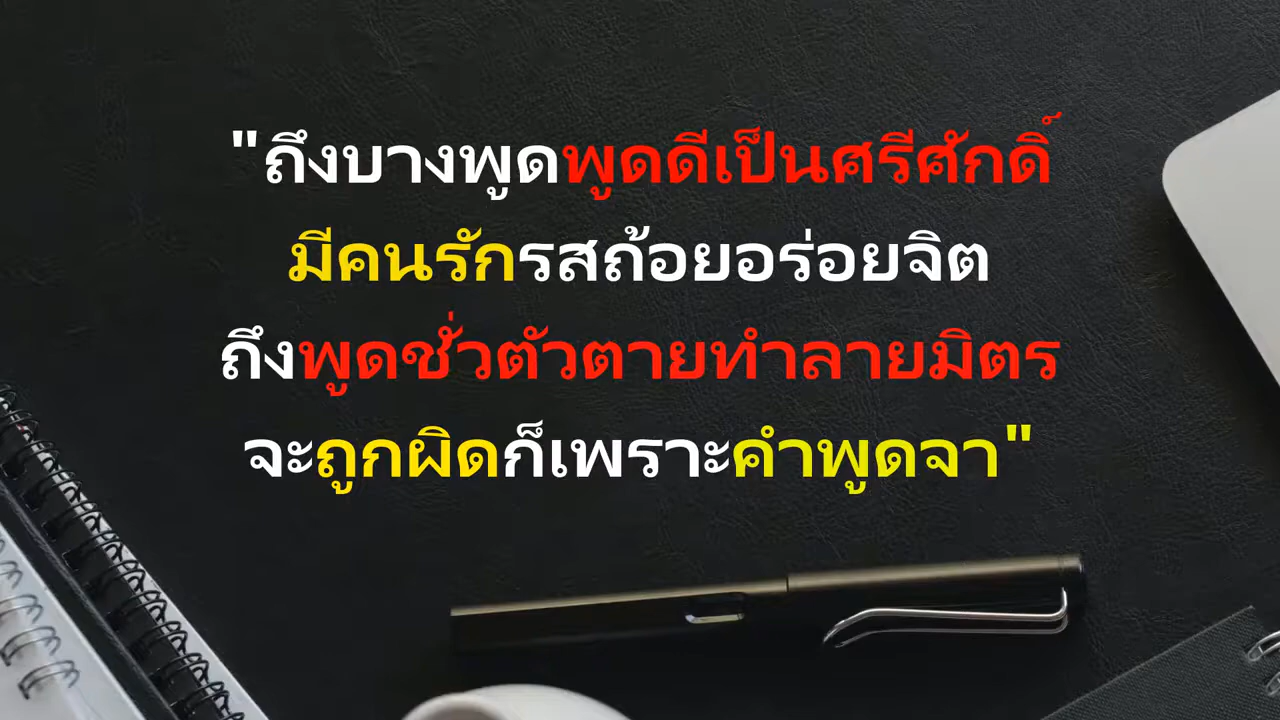 "ถึงบางพูดพูดดีเป็นศรีศักดิ์
มีคนรักรสถ้อยอร่อยจิต
ถึงพูดชั่วตัวตายทำลายมิตร
จะถูกผิดก็เพราะคำพูดจา"